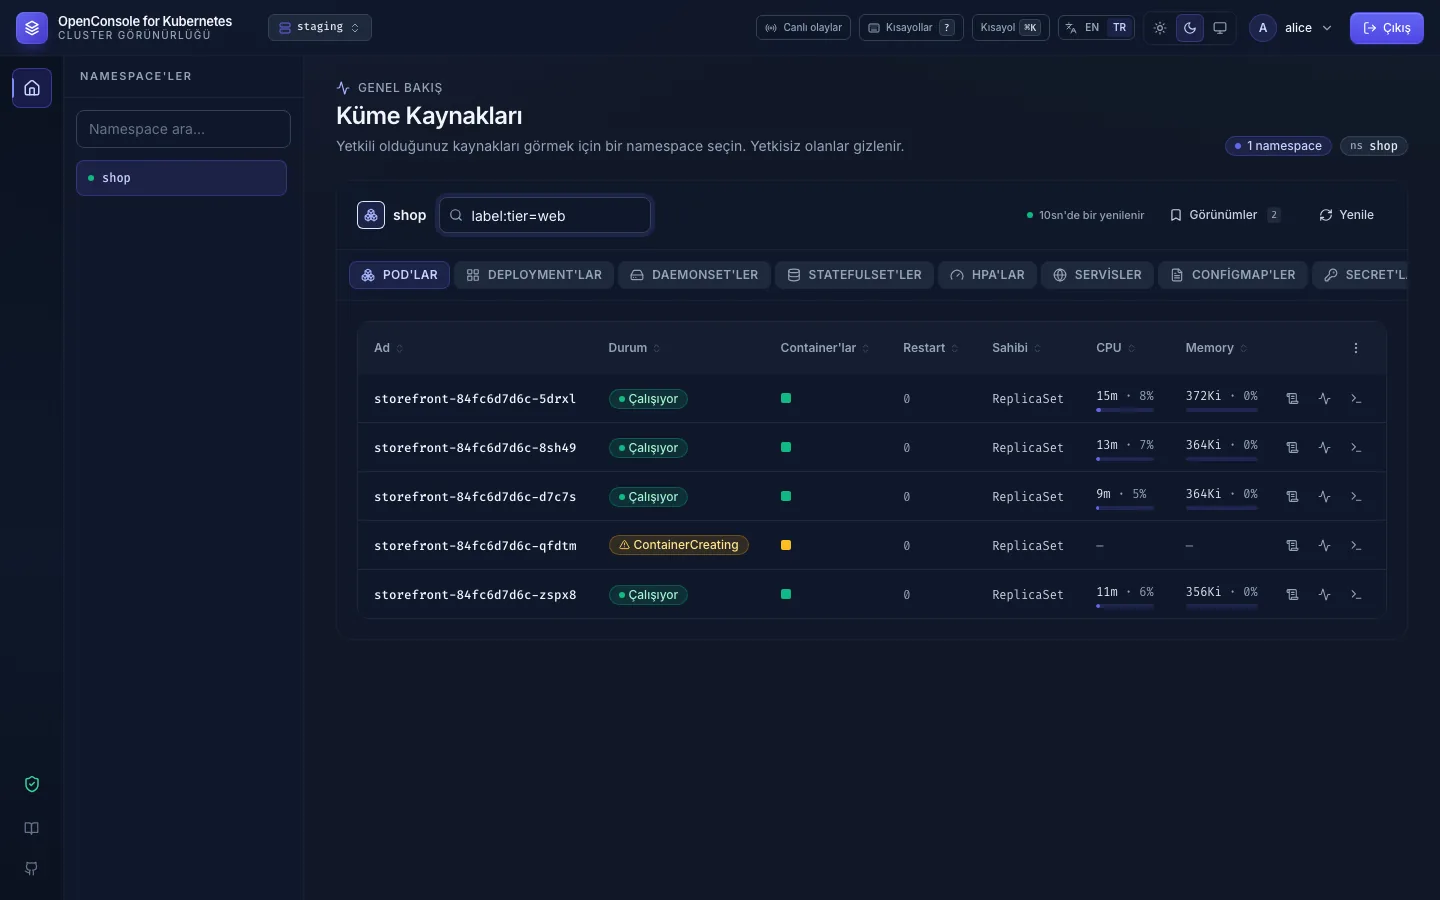 OpenConsole for Kubernetes
CLUSTER GÖRÜNÜRLÜĞÜ
staging
Canlı olaylar
Kısayollar ?
Kısayol ⌘K
EN TR
A alice
Çıkış
NAMESPACE'LER
Namespace ara...
shop
GENEL BAKIŞ
Küme Kaynakları
Yetkili olduğunuz kaynakları görmek için bir namespace seçin. Yetkisiz olanlar gizlenir.
1 namespace
ns shop
shop
label:tier=web
10sn'de bir yenilenir
Görünümler 2
Yenile
POD'LAR DEPLOYMENT'LAR DAEMONSET'LER STATEFULSET'LER HPA'LAR SERVİSLER CONFİGMAP'LER SECRET'L
Ad Durum Container'lar Restart Sahibi CPU Memory
storefront-84fc6d7d6c-5drxl Çalışıyor 0 ReplicaSet 15m · 8% 372Ki · 0%
storefront-84fc6d7d6c-8sh49 Çalışıyor 0 ReplicaSet 13m · 7% 364Ki · 0%
storefront-84fc6d7d6c-d7c7s Çalışıyor 0 ReplicaSet 9m · 5% 364Ki · 0%
storefront-84fc6d7d6c-qfdtm ContainerCreating 0 ReplicaSet — —
storefront-84fc6d7d6c-zspx8 Çalışıyor 0 ReplicaSet 11m · 6% 356Ki · 0%